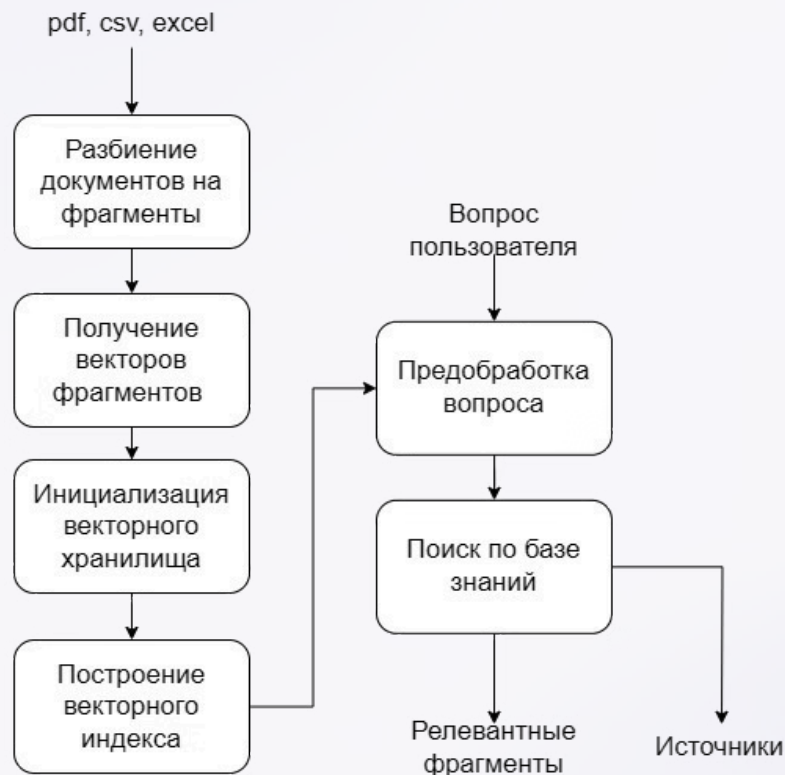 pdf, csv, excel
Разбиение
документов на
фрагменты
Получение
векторов
фрагментов
Инициализация
векторного
хранилища
Построение
векторного
индекса
Вопрос
пользователя
Предобработка
вопроса
Поиск по базе
знаний
Релевантные
фрагменты
Источники